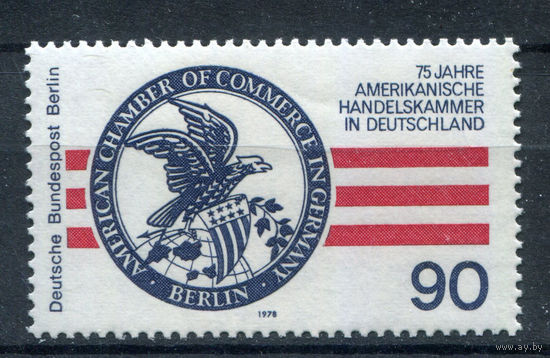 Deutsche Bundespost Berlin
AMERICAN CHAMBER OF COMMERCE IN GERMANY
· BERLIN ·
75 JAHRE
AMERIKANISCHE
HANDELSKAMMER
IN DEUTSCHLAND
90
1978
www.ay.by